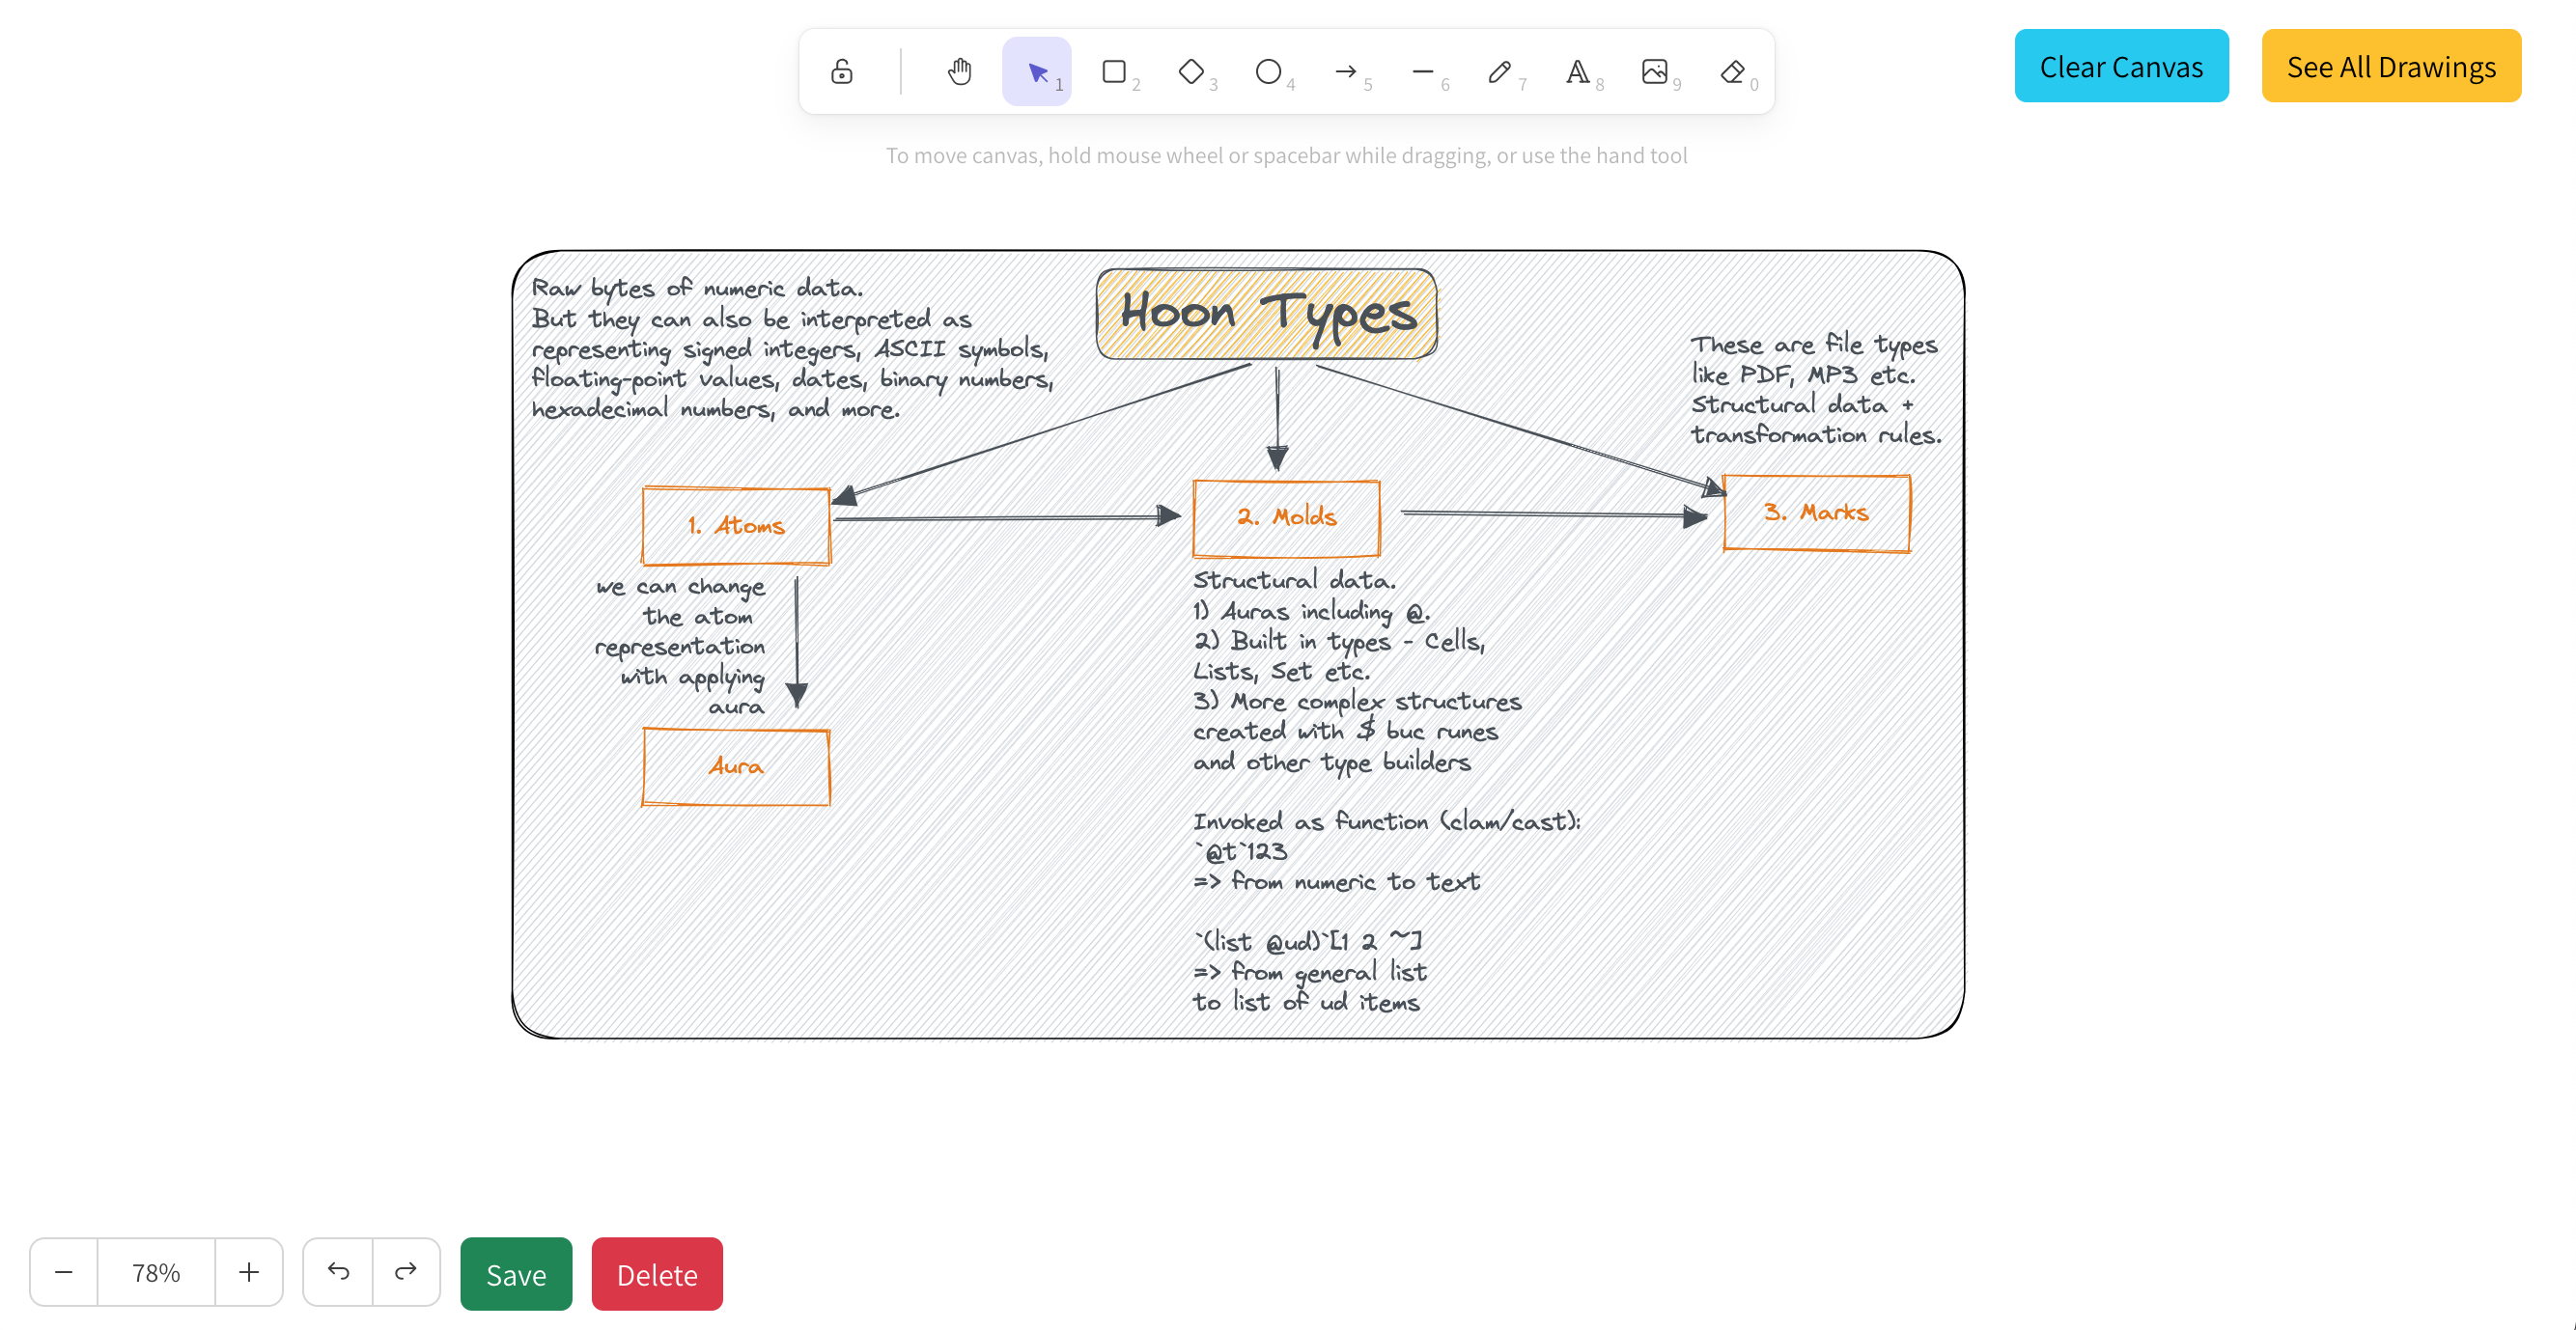 1
2
3
4
5
6
7
8
9
0
Clear Canvas
See All Drawings
To move canvas, hold mouse wheel or spacebar while dragging, or use the hand tool
Hoon Types
Raw bytes of numeric data.
But they can also be interpreted as
representing signed integers, ASCII symbols,
floating-point values, dates, binary numbers,
hexadecimal numbers, and more.
These are file types
like PDF, MP3 etc.
Structural data +
transformation rules.
1. Atoms
2. Molds
3. Marks
we can change
the atom
representation
with applying
aura
Aura
Structural data.
1) Auras including @.
2) Built in types - Cells,
Lists, Set etc.
3) More complex structures
created with $ buc runes
and other type builders
Invoked as function (clam/cast):
`@t`123
=> from numeric to text
`(list @ud)`[1 2 ~]
=> from general list
to list of ud items
78%
Save
Delete